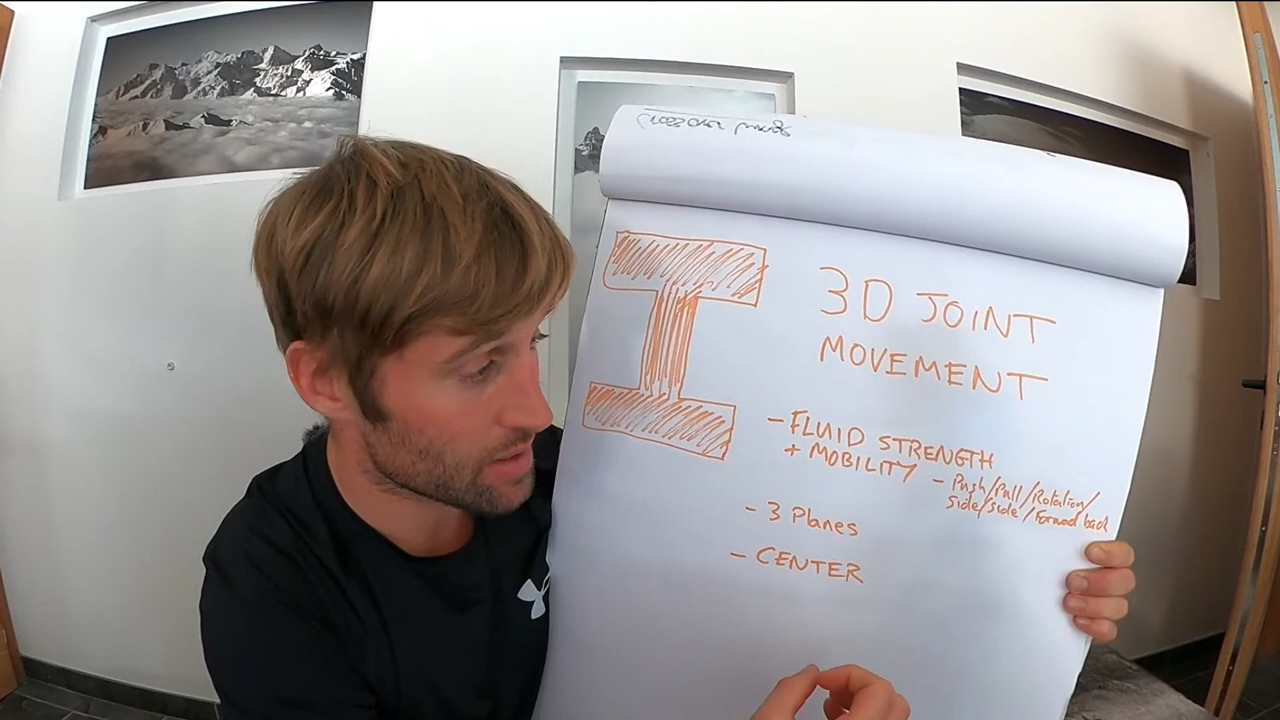 3D JOINT
MOVEMENT
- FLUID STRENGTH
+ MOBILITY
- Push/Pull/Rotation/
Side/Side/Forward back
- 3 Planes
- CENTER